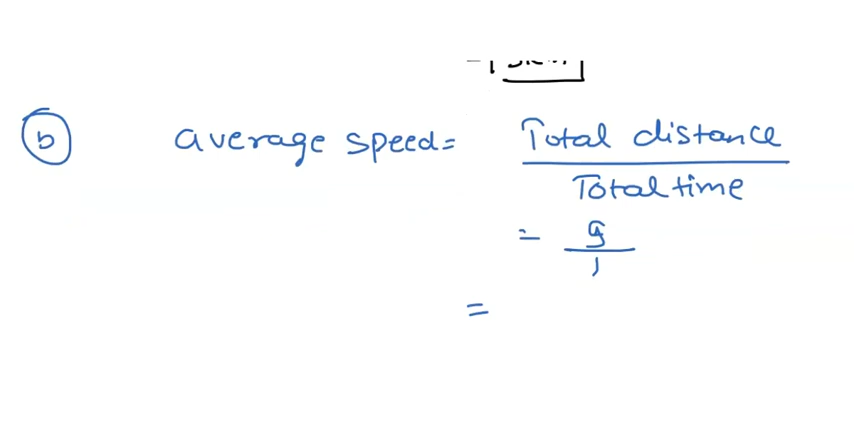 (b) average speed = Total distance / Total time
= 9 / 1
=